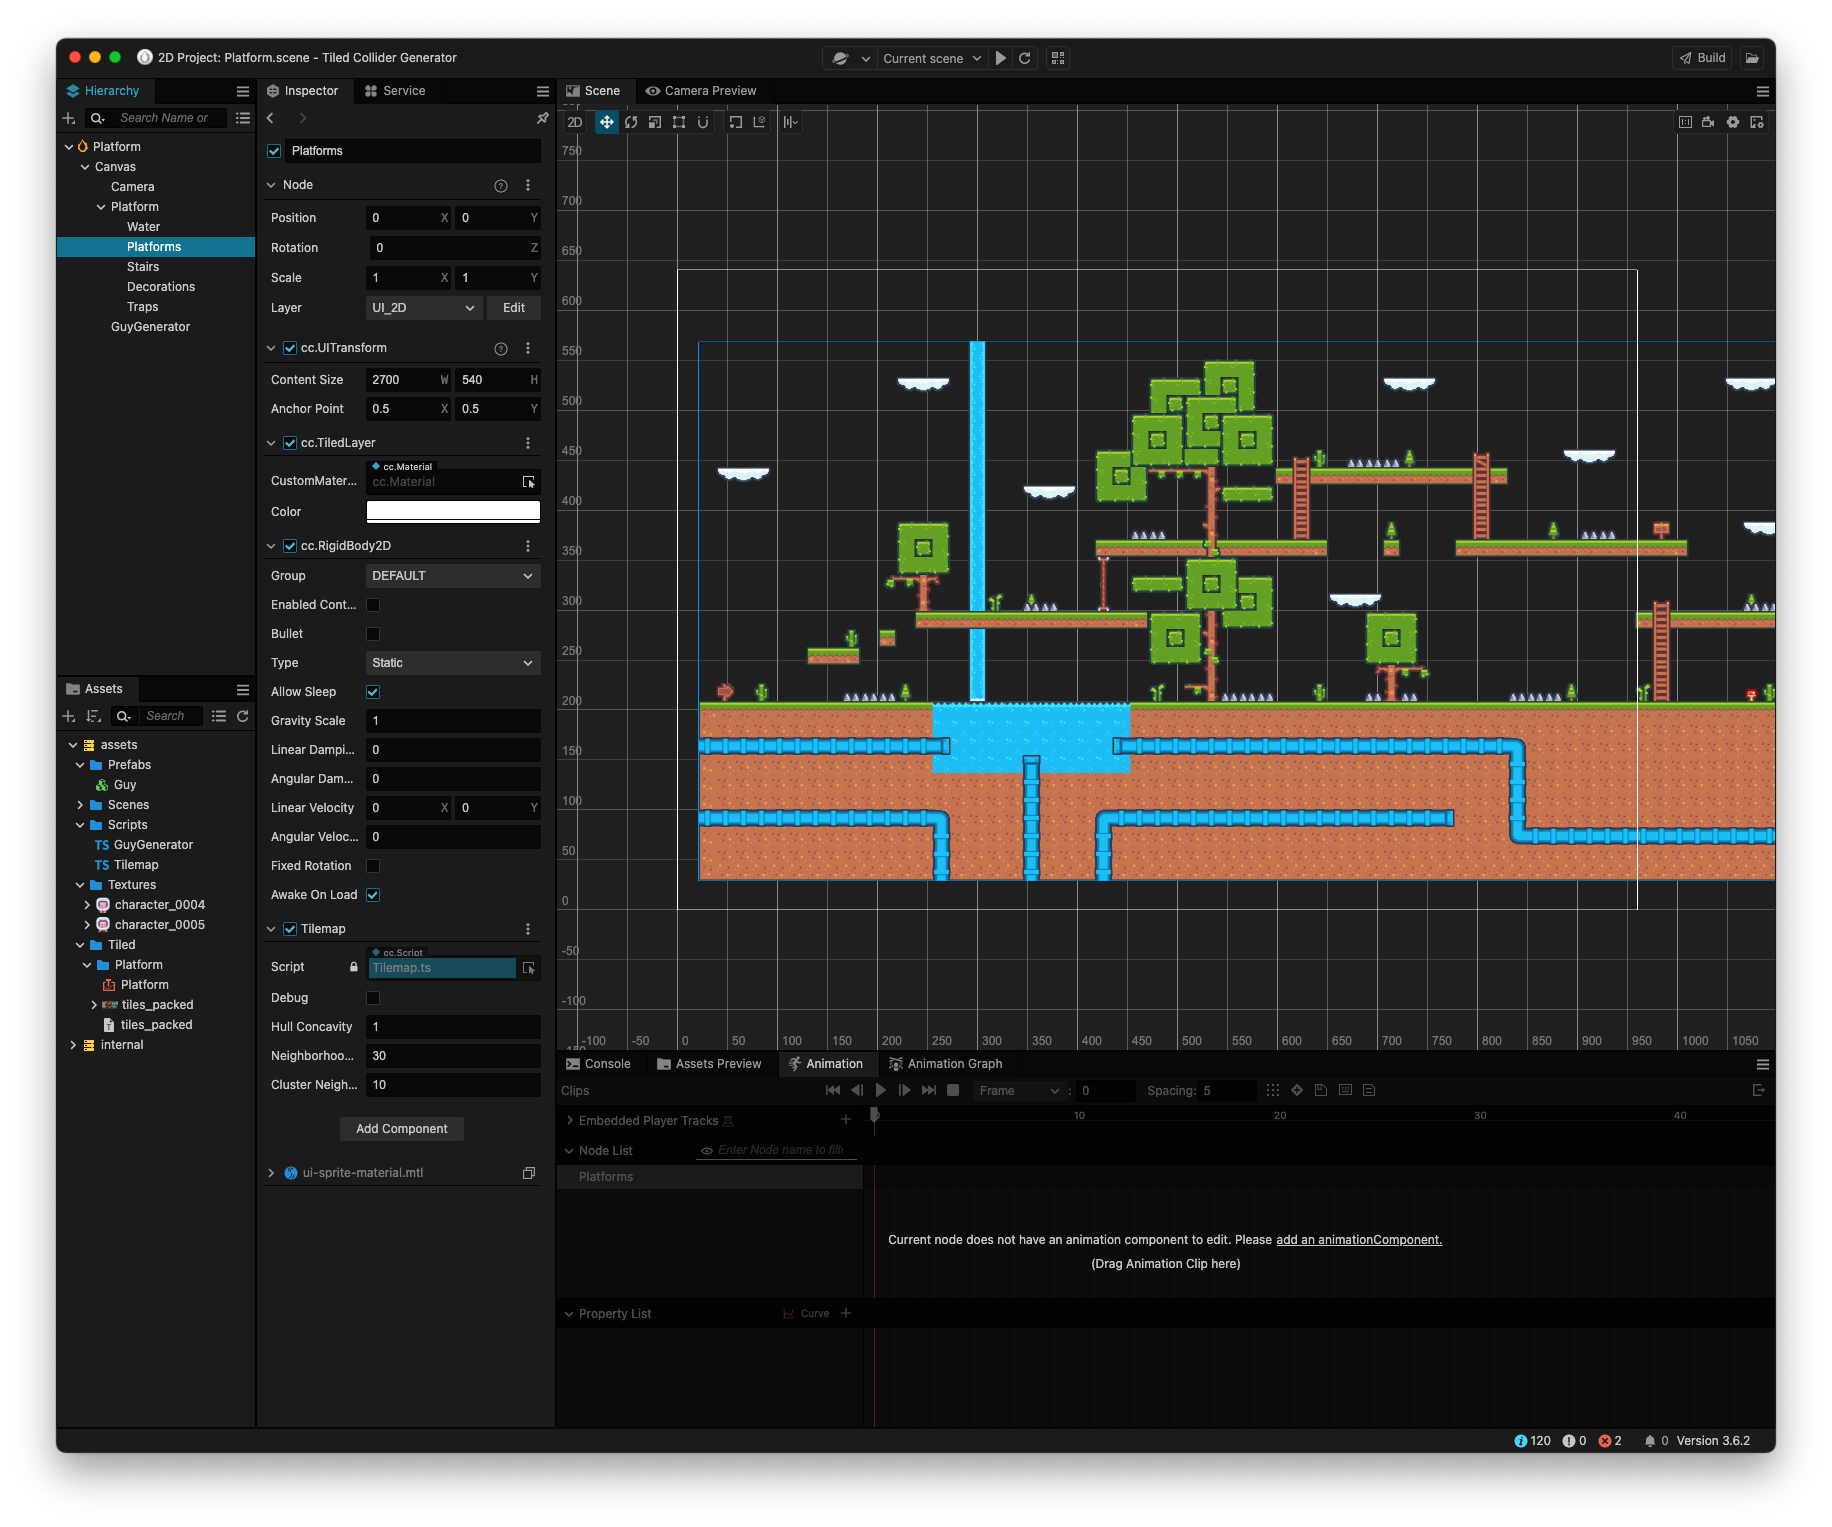 2D Project: Platform.scene - Tiled Collider Generator
Current scene
Build
Hierarchy
Search Name or
Platform
Canvas
Camera
Platform
Water
Platforms
Stairs
Decorations
Traps
GuyGenerator
Assets
Search
assets
Prefabs
Guy
Scenes
Scripts
TS GuyGenerator
TS Tilemap
Textures
character_0004
character_0005
Tiled
Platform
Platform
tiles_packed
tiles_packed
internal
Inspector
Service
Platforms
Node
Position 0 X 0 Y
Rotation 0 Z
Scale 1 X 1 Y
Layer UI_2D Edit
cc.UITransform
Content Size 2700 W 540 H
Anchor Point 0.5 X 0.5 Y
cc.TiledLayer
cc.Material
CustomMater... cc.Material
Color
cc.RigidBody2D
Group DEFAULT
Enabled Cont...
Bullet
Type Static
Allow Sleep
Gravity Scale 1
Linear Dampi... 0
Angular Dam... 0
Linear Velocity 0 X 0 Y
Angular Veloc... 0
Fixed Rotation
Awake On Load
Tilemap
cc.Script
Script Tilemap.ts
Debug
Hull Concavity 1
Neighborhoo... 30
Cluster Neigh... 10
Add Component
ui-sprite-material.mtl
Scene
Camera Preview
2D
750
700
650
600
550
500
450
400
350
300
250
200
150
100
50
0
-50
-100
-100 -50 0 50 100 150 200 250 300 350 400 450 500 550 600 650 700 750 800 850 900 950 1000 1050
Console
Assets Preview
Animation
Animation Graph
Clips
Frame : 0
Spacing: 5
Embedded Player Tracks
10 20 30 40
Node List
Enter Node name to filt
Platforms
Current node does not have an animation component to edit. Please add an animationComponent.
(Drag Animation Clip here)
Property List
Curve
120 0 2 0 Version 3.6.2